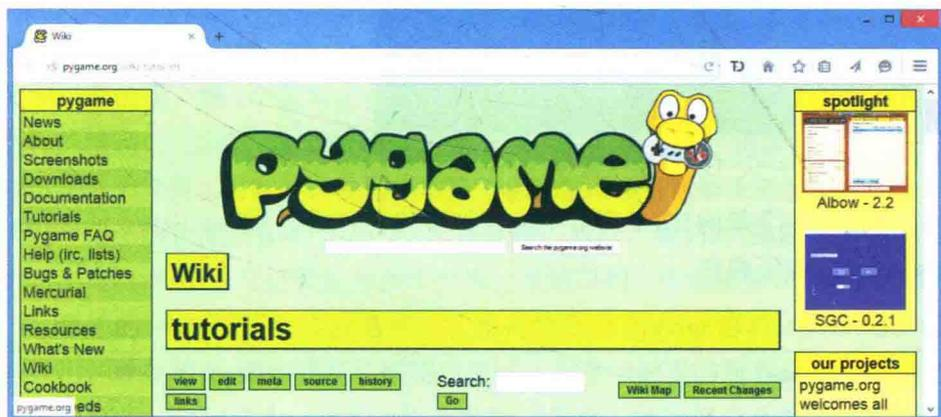 Wiki
pygame.org
pygame
News
About
Screenshots
Downloads
Documentation
Tutorials
Pygame FAQ
Help (irc, lists)
Bugs & Patches
Mercurial
Links
Resources
What's New
Wiki
Cookbook
pygame.org eds
pygame
Search the pygame.org website
Wiki
tutorials
view edit meta source history
links
Search:
Go
Wiki Map Recent Changes
spotlight
Albow - 2.2
SGC - 0.2.1
our projects
pygame.org
welcomes all